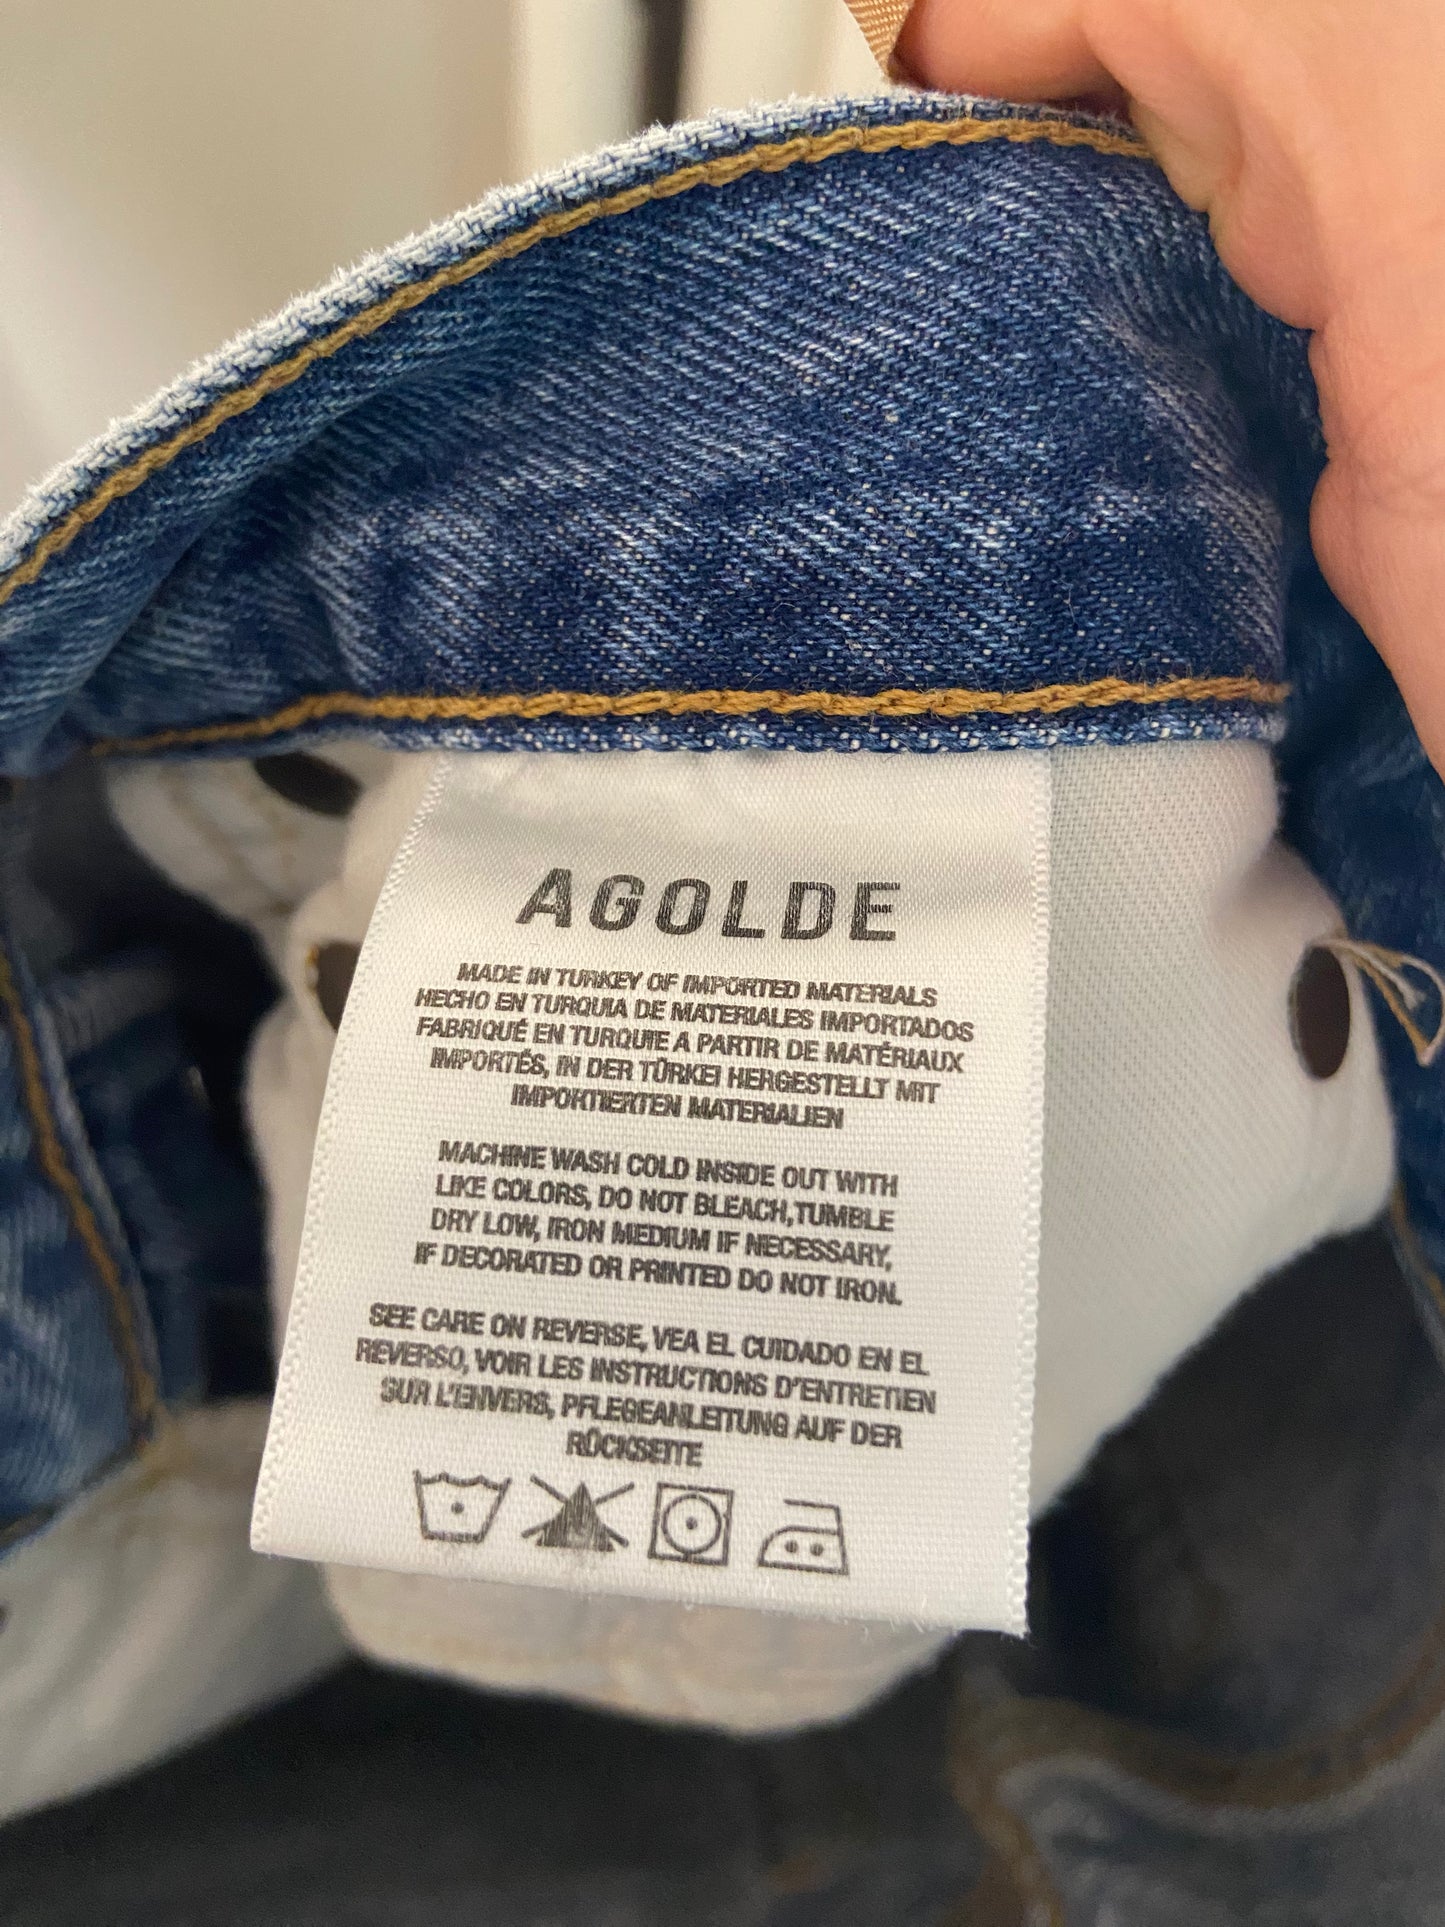 AGOLDE
MADE IN TURKEY OF IMPORTED MATERIALS
HECHO EN TURQUIA DE MATERIALES IMPORTADOS
FABRIQUÉ EN TURQUIE A PARTIR DE MATÉRIAUX
IMPORTÉS, IN DER TÜRKEI HERGESTELLT MIT
IMPORTIERTEN MATERIALIEN
MACHINE WASH COLD INSIDE OUT WITH
LIKE COLORS, DO NOT BLEACH,TUMBLE
DRY LOW, IRON MEDIUM IF NECESSARY,
IF DECORATED OR PRINTED DO NOT IRON.
SEE CARE ON REVERSE, VEA EL CUIDADO EN EL
REVERSO, VOIR LES INSTRUCTIONS D'ENTRETIEN
SUR L'ENVERS, PFLEGEANLEITUNG AUF DER
RÜCKSEITE